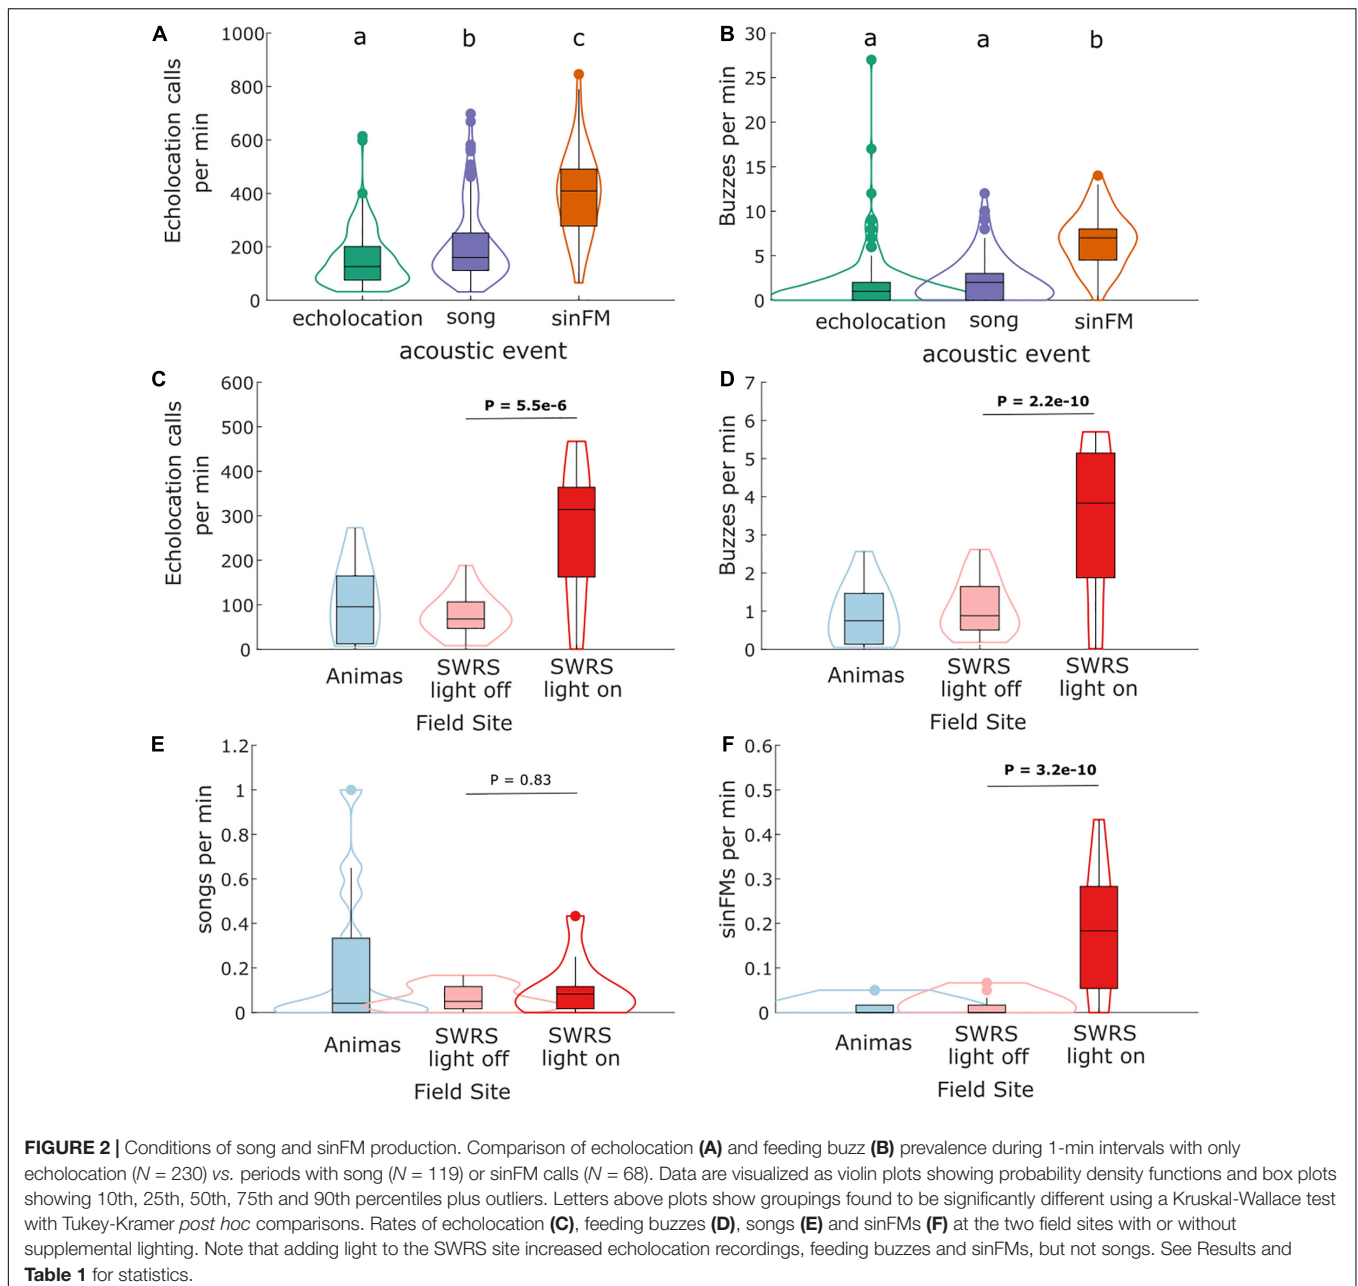 A
a
b
c
1000
800
600
400
200
0
Echolocation calls
per min
echolocation
song
sinFM
acoustic event
B
a
a
b
30
25
20
15
10
5
0
Buzzes per min
echolocation
song
sinFM
acoustic event
C
600
500
400
300
200
100
0
Echolocation calls
per min
P = 5.5e-6
Animas
SWRS
light off
SWRS
light on
Field Site
D
7
6
5
4
3
2
1
0
Buzzes per min
P = 2.2e-10
Animas
SWRS
light off
SWRS
light on
Field Site
E
1.2
1
0.8
0.6
0.4
0.2
0
songs per min
P = 0.83
Animas
SWRS
light off
SWRS
light on
Field Site
F
0.6
0.5
0.4
0.3
0.2
0.1
0
sinFMs per min
P = 3.2e-10
Animas
SWRS
light off
SWRS
light on
Field Site
FIGURE 2 | Conditions of song and sinFM production. Comparison of echolocation (A) and feeding buzz (B) prevalence during 1-min intervals with only
echolocation (N = 230) vs. periods with song (N = 119) or sinFM calls (N = 68). Data are visualized as violin plots showing probability density functions and box plots
showing 10th, 25th, 50th, 75th and 90th percentiles plus outliers. Letters above plots show groupings found to be significantly different using a Kruskal-Wallace test
with Tukey-Kramer post hoc comparisons. Rates of echolocation (C), feeding buzzes (D), songs (E) and sinFMs (F) at the two field sites with or without
supplemental lighting. Note that adding light to the SWRS site increased echolocation recordings, feeding buzzes and sinFMs, but not songs. See Results and
Table 1 for statistics.